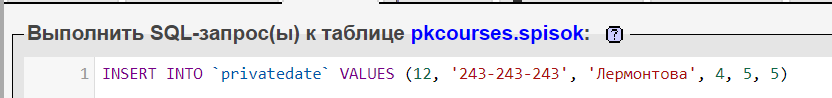 Выполнить SQL-запрос(ы) к таблице pkcourses.spisok:
1 INSERT INTO `privatedate` VALUES (12, '243-243-243', 'Лермонтова', 4, 5, 5)